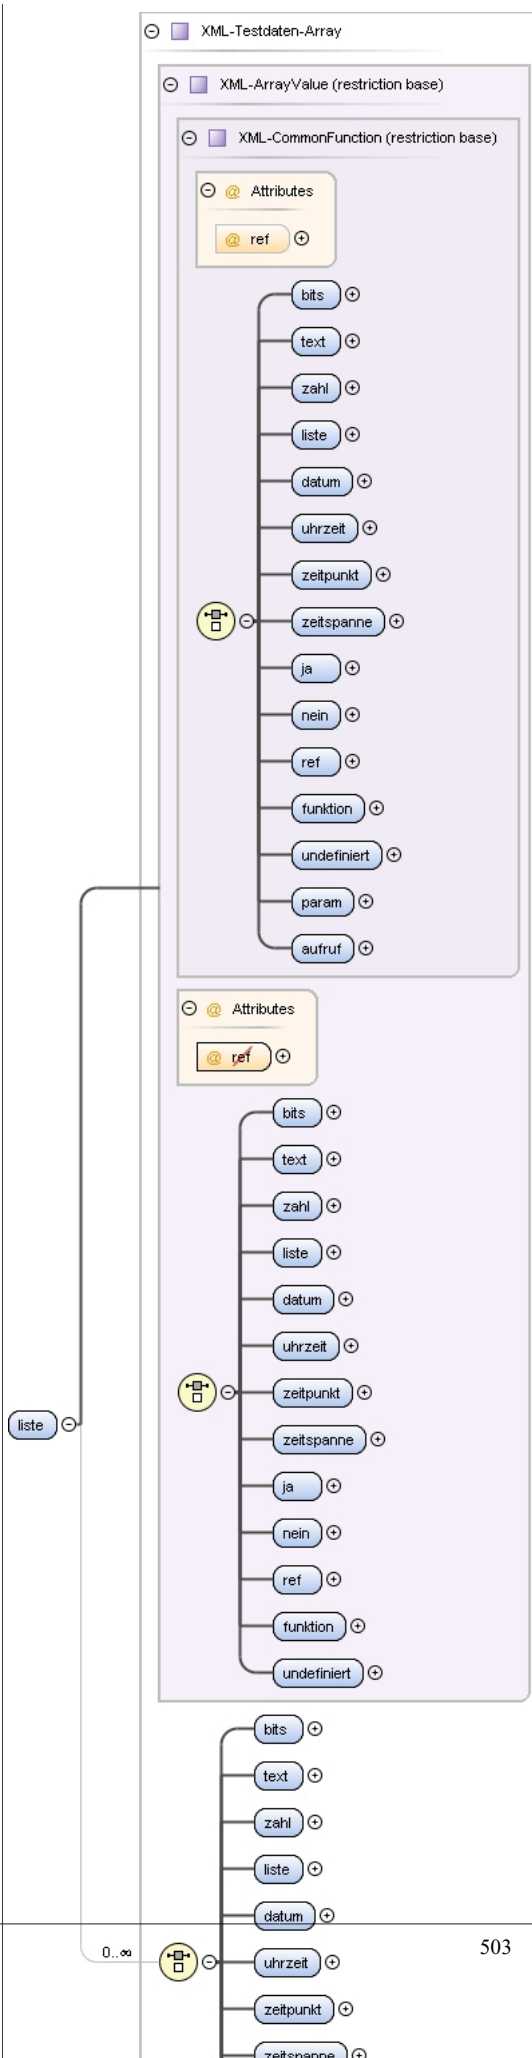 XML-Testdaten-Array
XML-ArrayValue (restriction base)
XML-CommonFunction (restriction base)
@ Attributes
@ ref
bits
text
zahl
liste
datum
uhrzeit
zeitpunkt
zeitspanne
ja
nein
ref
funktion
undefiniert
param
aufruf
@ Attributes
@ ref
bits
text
zahl
liste
datum
uhrzeit
zeitpunkt
zeitspanne
ja
nein
ref
funktion
undefiniert
liste
bits
text
zahl
liste
datum
0..∞
uhrzeit
503
zeitpunkt
zeitspanne